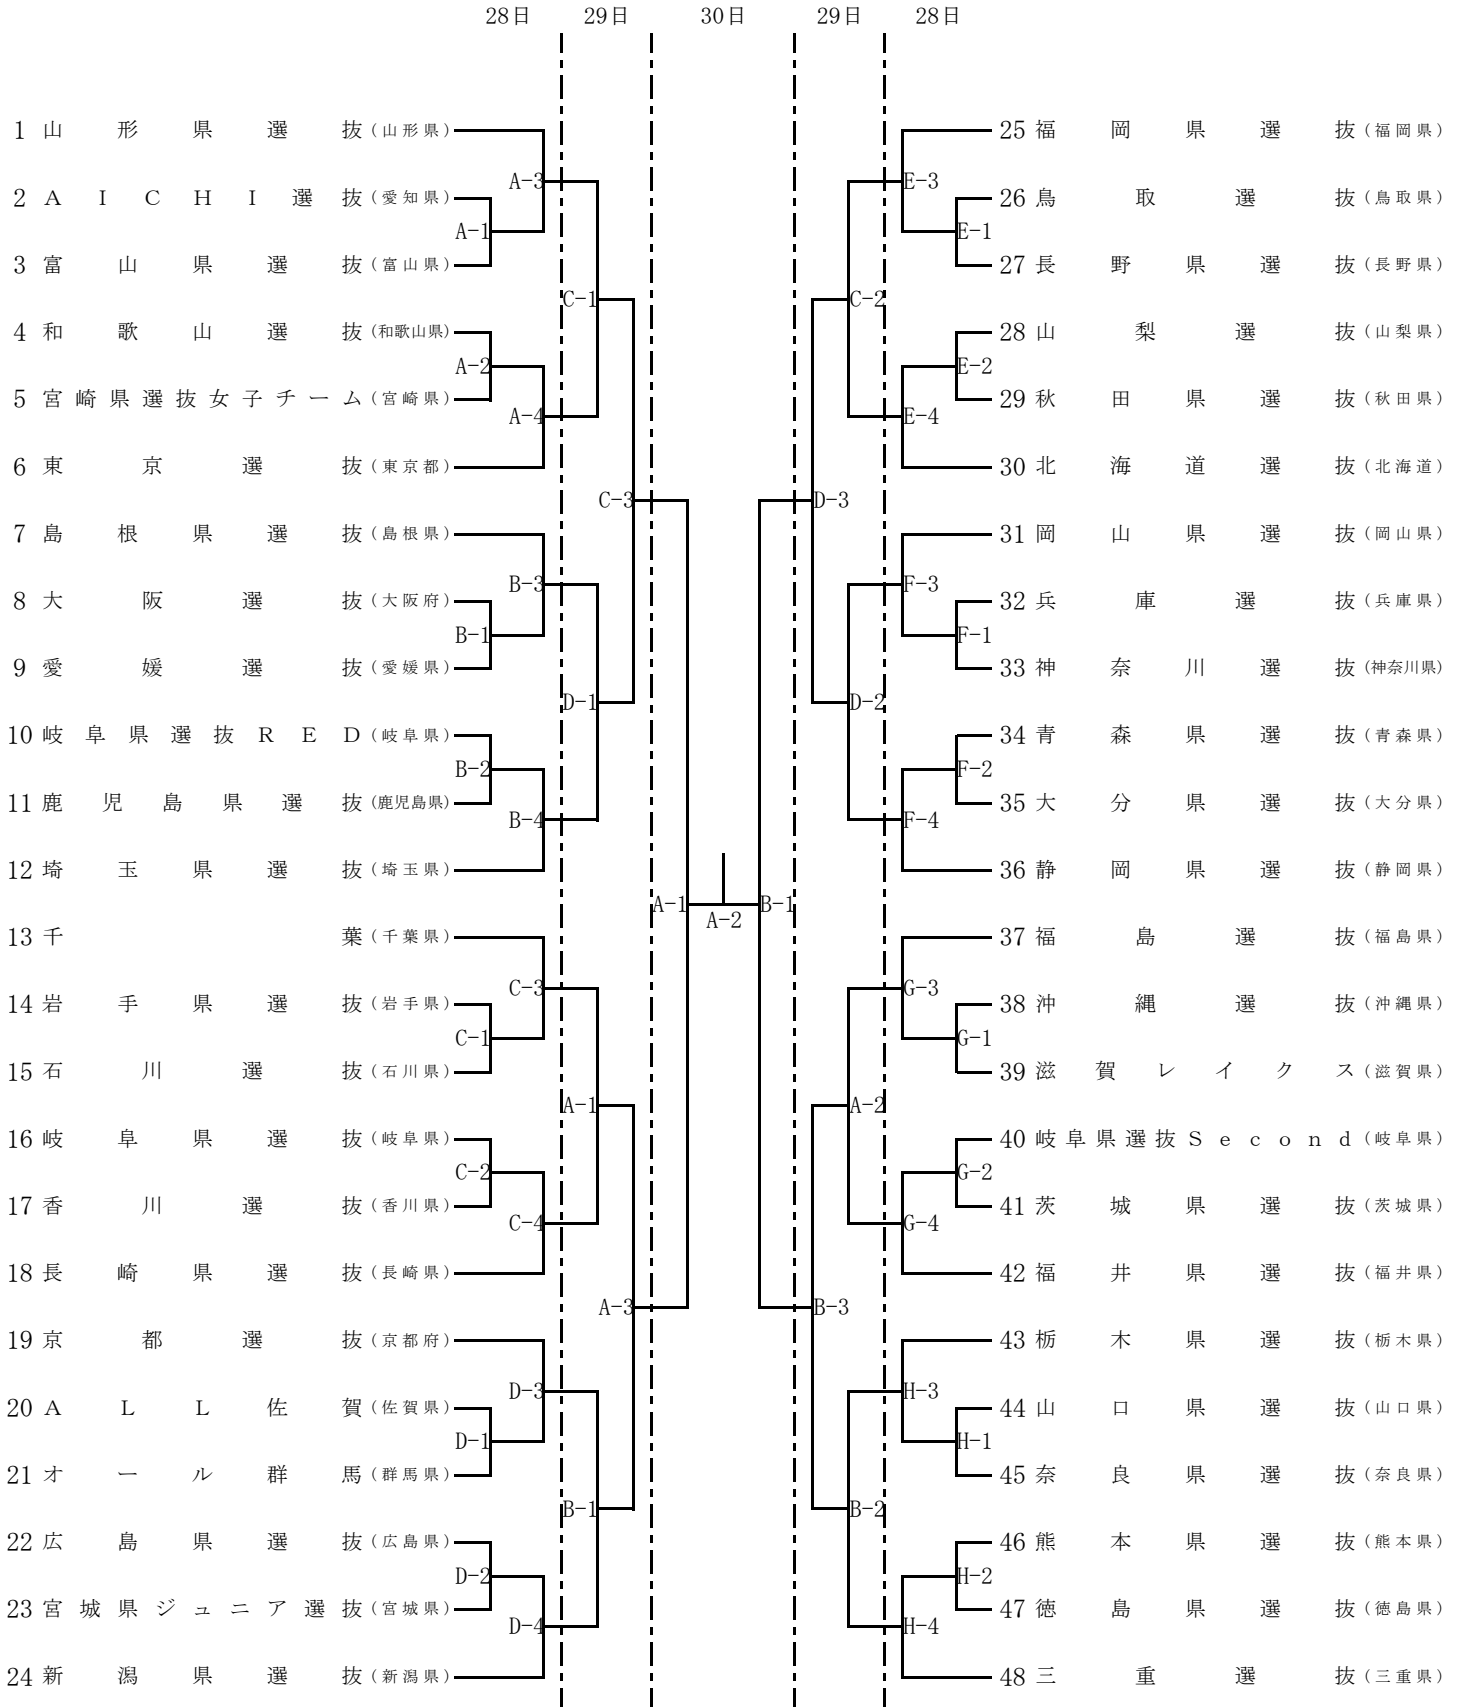 28日 29日 30日 29日 28日
1 山形県選抜(山形県) 25 福岡県選抜(福岡県)
A-3 E-3
2 AICHI選抜(愛知県) 26 鳥取選抜(鳥取県)
A-1 E-1
3 富山県選抜(富山県) 27 長野県選抜(長野県)
C-1 C-2
4 和歌山選抜(和歌山県) 28 山梨選抜(山梨県)
A-2 E-2
5 宮崎県選抜女子チーム(宮崎県) 29 秋田県選抜(秋田県)
A-4 E-4
6 東京選抜(東京都) 30 北海道選抜(北海道)
C-3 D-3
7 島根県選抜(島根県) 31 岡山県選抜(岡山県)
B-3 F-3
8 大阪選抜(大阪府) 32 兵庫選抜(兵庫県)
B-1 F-1
9 愛媛選抜(愛媛県) 33 神奈川選抜(神奈川県)
D-1 D-2
10 岐阜県選抜RED(岐阜県) 34 青森県選抜(青森県)
B-2 F-2
11 鹿児島県選抜(鹿児島県) 35 大分県選抜(大分県)
B-4 F-4
12 埼玉県選抜(埼玉県) 36 静岡県選抜(静岡県)
A-1 A-2 B-1
13 千葉(千葉県) 37 福島選抜(福島県)
C-3 G-3
14 岩手県選抜(岩手県) 38 沖縄選抜(沖縄県)
C-1 G-1
15 石川選抜(石川県) 39 滋賀レイクス(滋賀県)
A-1 A-2
16 岐阜県選抜(岐阜県) 40 岐阜県選抜Second(岐阜県)
C-2 G-2
17 香川選抜(香川県) 41 茨城県選抜(茨城県)
C-4 G-4
18 長崎県選抜(長崎県) 42 福井県選抜(福井県)
A-3 B-3
19 京都選抜(京都府) 43 栃木県選抜(栃木県)
D-3 H-3
20 ALL佐賀(佐賀県) 44 山口県選抜(山口県)
D-1 H-1
21 オール群馬(群馬県) 45 奈良県選抜(奈良県)
B-1 B-2
22 広島県選抜(広島県) 46 熊本県選抜(熊本県)
D-2 H-2
23 宮城県ジュニア選抜(宮城県) 47 徳島県選抜(徳島県)
D-4 H-4
24 新潟県選抜(新潟県) 48 三重選抜(三重県)